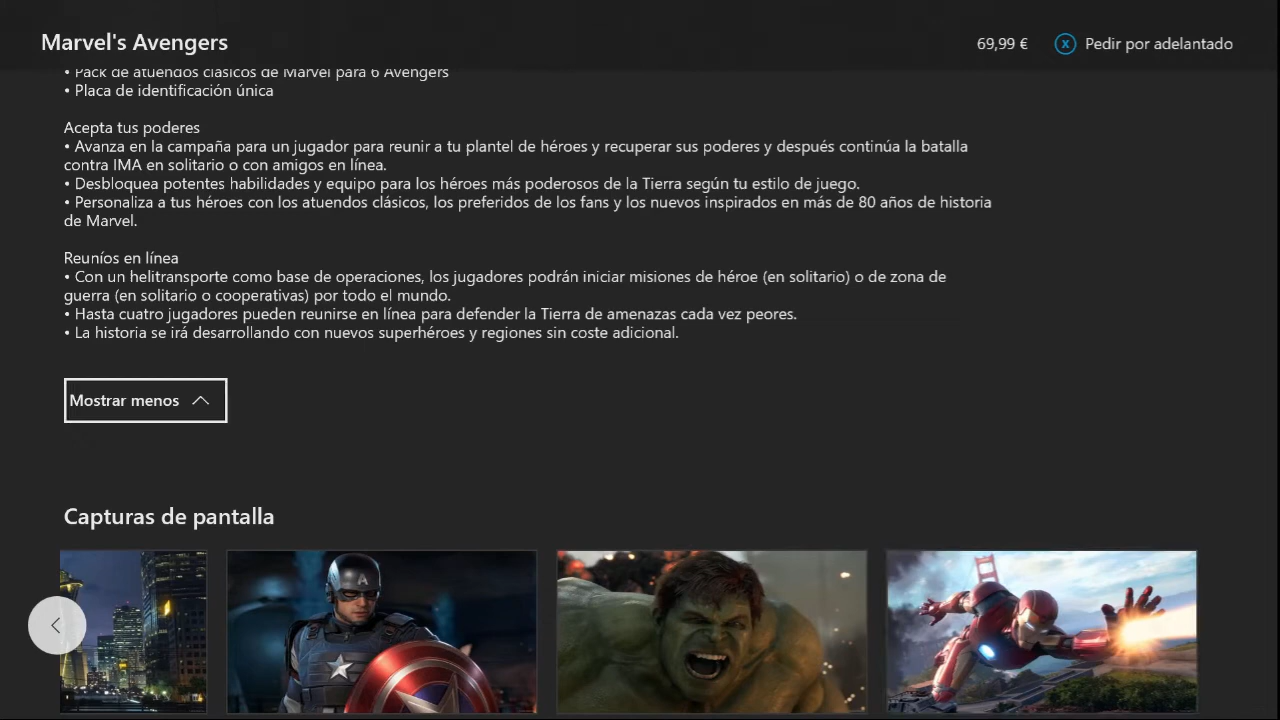 Marvel's Avengers
69,99 € X Pedir por adelantado
• Pack de atuendos clásicos de Marvel para 6 Avengers
• Placa de identificación única
Acepta tus poderes
• Avanza en la campaña para un jugador para reunir a tu plantel de héroes y recuperar sus poderes y después continúa la batalla
contra IMA en solitario o con amigos en línea.
• Desbloquea potentes habilidades y equipo para los héroes más poderosos de la Tierra según tu estilo de juego.
• Personaliza a tus héroes con los atuendos clásicos, los preferidos de los fans y los nuevos inspirados en más de 80 años de historia
de Marvel.
Reuníos en línea
• Con un helitransporte como base de operaciones, los jugadores podrán iniciar misiones de héroe (en solitario) o de zona de
guerra (en solitario o cooperativas) por todo el mundo.
• Hasta cuatro jugadores pueden reunirse en línea para defender la Tierra de amenazas cada vez peores.
• La historia se irá desarrollando con nuevos superhéroes y regiones sin coste adicional.
Mostrar menos
Capturas de pantalla
A